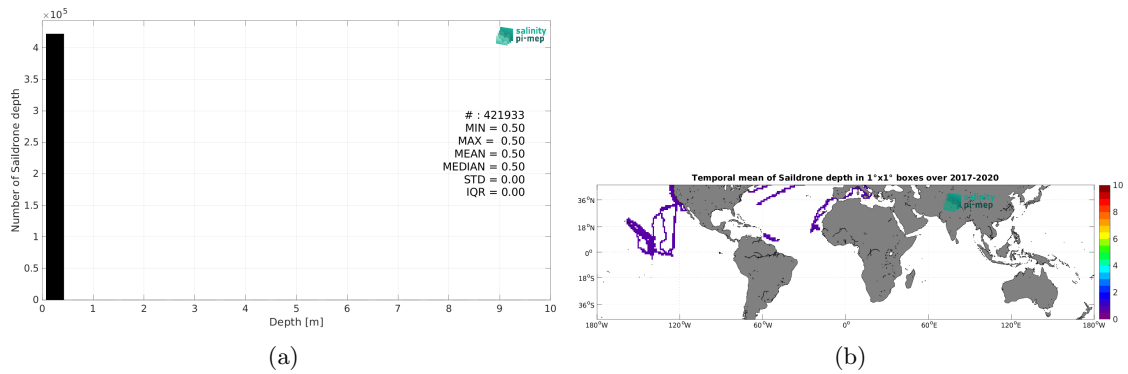 ×10⁵
4
3.5
3
2.5
2
1.5
1
0.5
0
Number of Saildrone depth
salinity
pi-mep
# : 421933
MIN = 0.50
MAX = 0.50
MEAN = 0.50
MEDIAN = 0.50
STD = 0.00
IQR = 0.00
0 1 2 3 4 5 6 7 8 9 10
Depth [m]
(a)
Temporal mean of Saildrone depth in 1°x1° boxes over 2017-2020
salinity
pi-mep
36°N
18°N
0°
18°S
36°S
180°W 120°W 60°W 0° 60°E 120°E 180°W
10
8
6
4
2
0
(b)